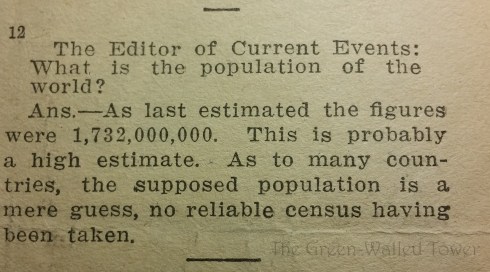 12
The Editor of Current Events:
What is the population of the
world?
Ans.—As last estimated the figures
were 1,732,000,000. This is probably
a high estimate. As to many coun-
tries, the supposed population is a
mere guess, no reliable census having
been taken.
The Green-Walled Tower